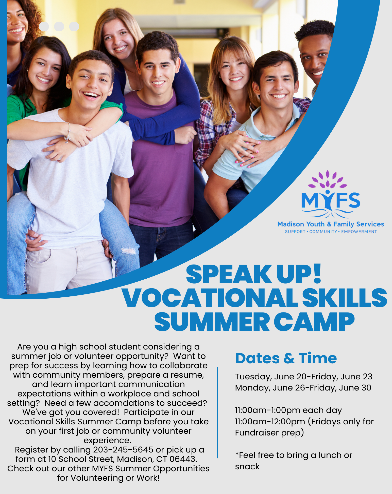 MYFS
Madison Youth & Family Services
SUPPORT • COMMUNITY • EMPOWERMENT
SPEAK UP!
VOCATIONAL SKILLS
SUMMER CAMP
Are you a high school student considering a
summer job or volunteer opportunity? Want to
prep for success by learning how to collaborate
with community members, prepare a resume,
and learn important communication
expectations within a workplace and school
setting? Need a few accomodations to succeed?
We've got you covered! Participate in our
Vocational Skills Summer Camp before you take
on your first job or community volunteer
experience.
Register by calling 203-245-5645 or pick up a
form at 10 School Street, Madison, CT 06443.
Check out our other MYFS Summer Opportunities
for Volunteering or Work!
Dates & Time
Tuesday, June 20-Friday, June 23
Monday, June 26-Friday, June 30
11:00am-1:00pm each day
11:00am-12:00pm (Fridays only for
Fundraiser prep)
*Feel free to bring a lunch or
snack